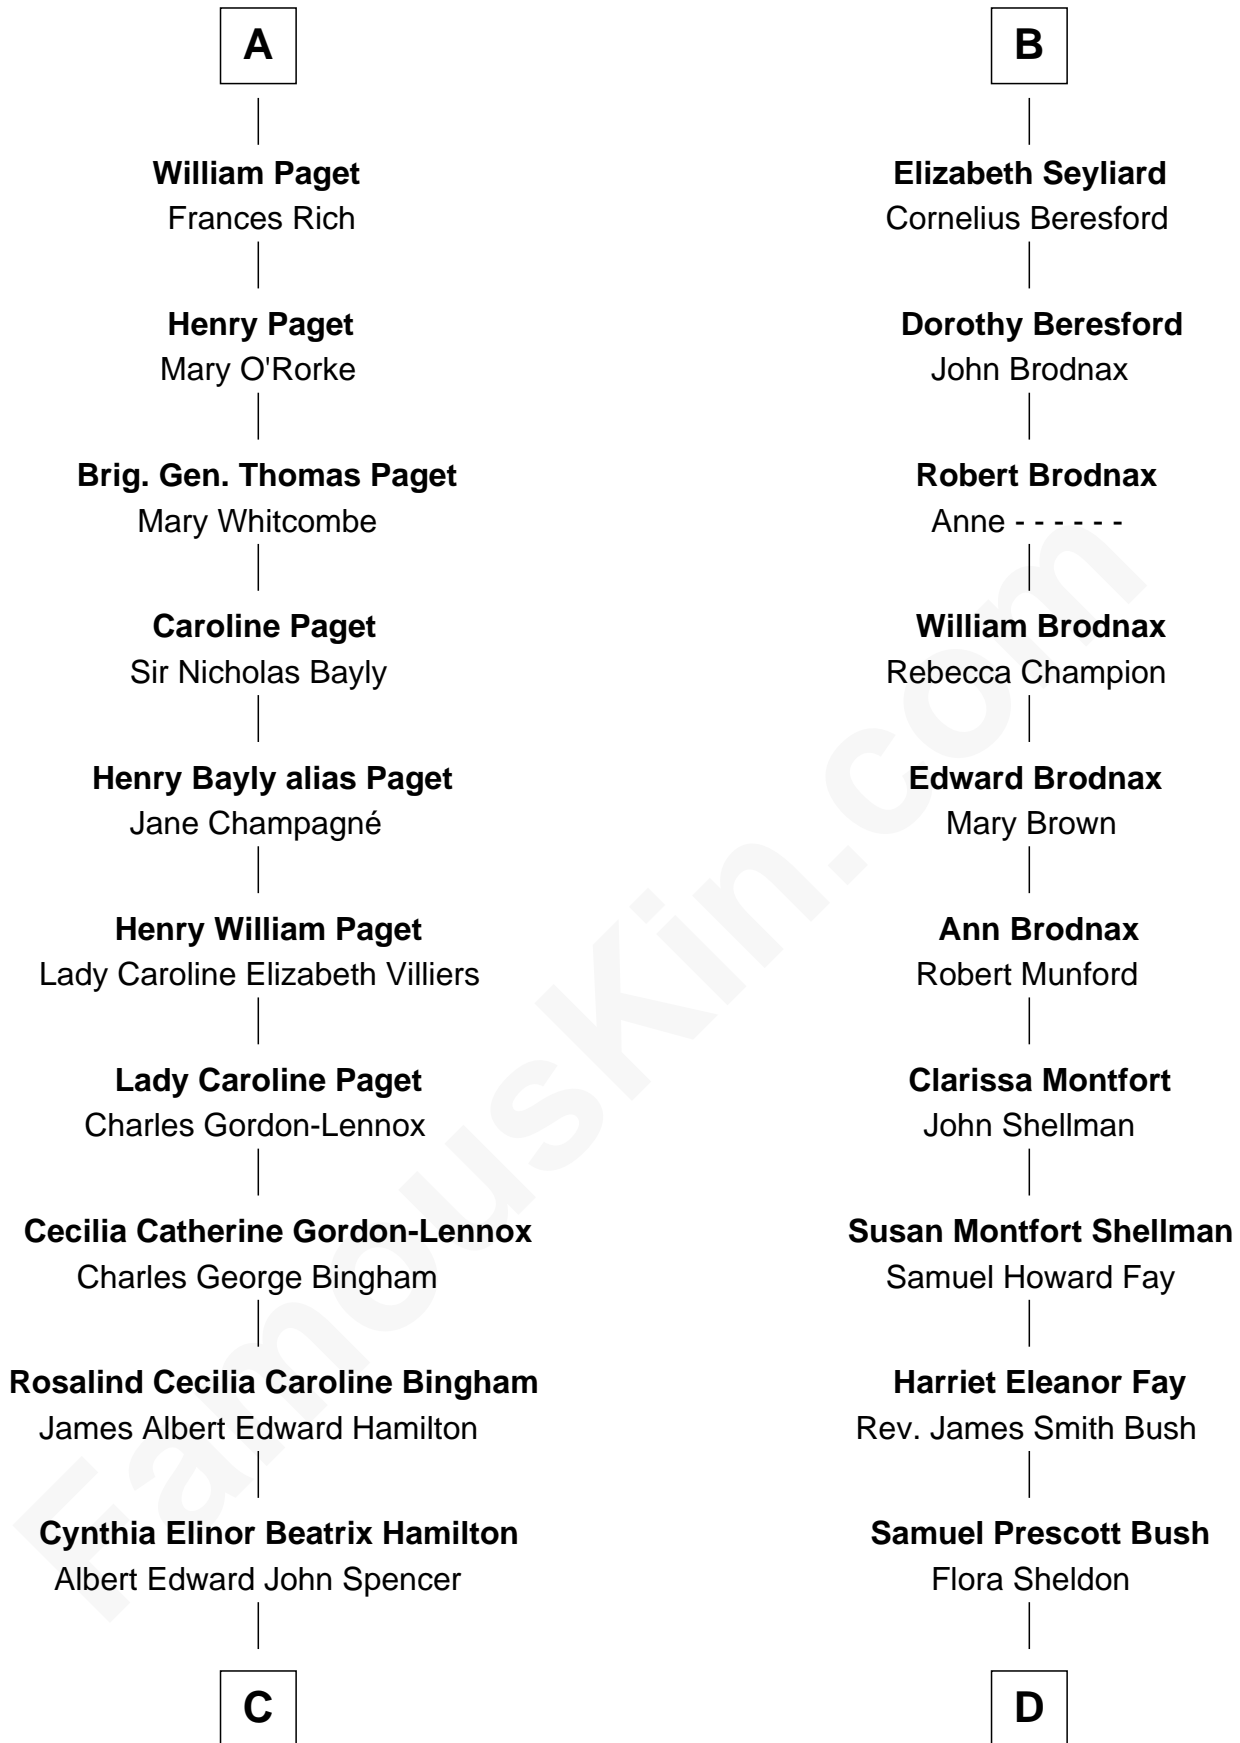 A
William Paget
Frances Rich
Henry Paget
Mary O'Rorke
Brig. Gen. Thomas Paget
Mary Whitcombe
Caroline Paget
Sir Nicholas Bayly
Henry Bayly alias Paget
Jane Champagné
Henry William Paget
Lady Caroline Elizabeth Villiers
Lady Caroline Paget
Charles Gordon-Lennox
Cecilia Catherine Gordon-Lennox
Charles George Bingham
Rosalind Cecilia Caroline Bingham
James Albert Edward Hamilton
Cynthia Elinor Beatrix Hamilton
Albert Edward John Spencer
C
B
Elizabeth Seyliard
Cornelius Beresford
Dorothy Beresford
John Brodnax
Robert Brodnax
Anne - - - - - -
William Brodnax
Rebecca Champion
Edward Brodnax
Mary Brown
Ann Brodnax
Robert Munford
Clarissa Montfort
John Shellman
Susan Montfort Shellman
Samuel Howard Fay
Harriet Eleanor Fay
Rev. James Smith Bush
Samuel Prescott Bush
Flora Sheldon
D
FamousKin.com